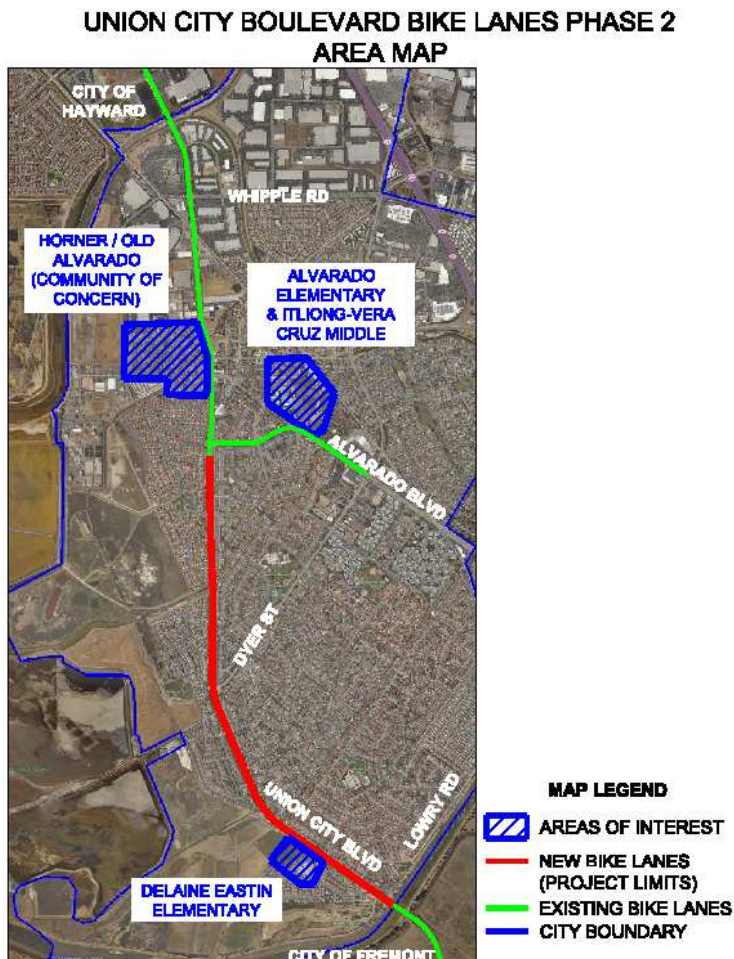 UNION CITY BOULEVARD BIKE LANES PHASE 2
AREA MAP
CITY OF
HAYWARD
WHIPPLE RD
HORNER / OLD
ALVARADO
(COMMUNITY OF
CONCERN)
ALVARADO
ELEMENTARY
& ITLIONG-VERA
CRUZ MIDDLE
ALVARADO BLVD
DYER ST
UNION CITY BLVD
LOWRY RD
DELAINE EASTIN
ELEMENTARY
CITY OF FREMONT
MAP LEGEND
AREAS OF INTEREST
NEW BIKE LANES
(PROJECT LIMITS)
EXISTING BIKE LANES
CITY BOUNDARY